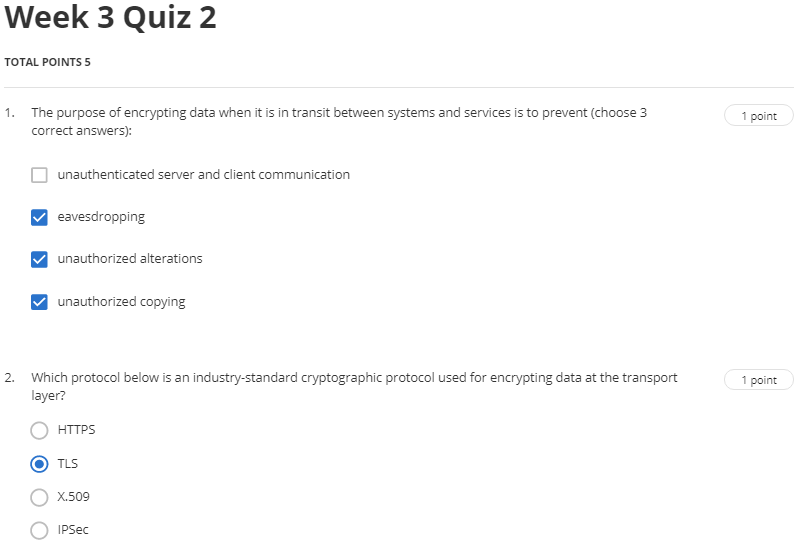 Week 3 Quiz 2
TOTAL POINTS 5
1. The purpose of encrypting data when it is in transit between systems and services is to prevent (choose 3
correct answers):
1 point
unauthenticated server and client communication
eavesdropping
unauthorized alterations
unauthorized copying
2. Which protocol below is an industry-standard cryptographic protocol used for encrypting data at the transport
layer?
1 point
HTTPS
TLS
X.509
IPSec